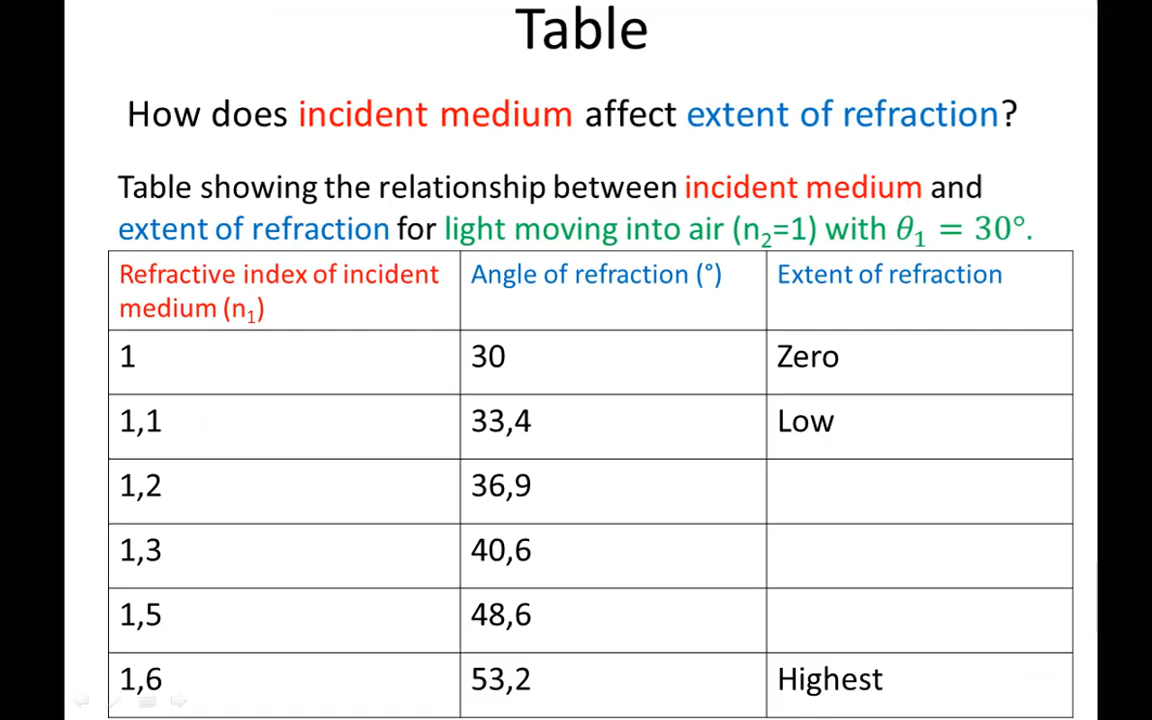 Table
How does incident medium affect extent of refraction?
Table showing the relationship between incident medium and
extent of refraction for light moving into air (n₂=1) with θ₁ = 30°.
Refractive index of incident medium (n₁) Angle of refraction (°) Extent of refraction
1 30 Zero
1,1 33,4 Low
1,2 36,9
1,3 40,6
1,5 48,6
1,6 53,2 Highest